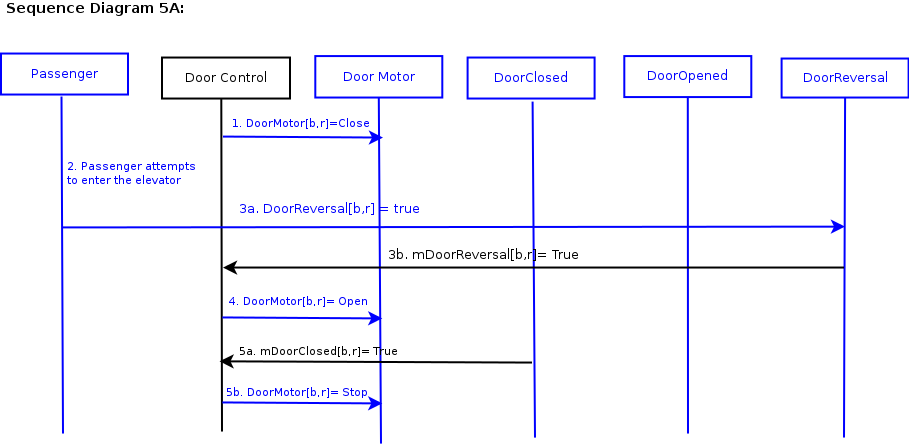 Sequence Diagram 5A:
Passenger
Door Control
Door Motor
DoorClosed
DoorOpened
DoorReversal
1. DoorMotor[b,r]=Close
2. Passenger attempts
to enter the elevator
3a. DoorReversal[b,r] = true
3b. mDoorReversal[b,r]= True
4. DoorMotor[b,r]= Open
5a. mDoorClosed[b,r]= True
5b. DoorMotor[b,r]= Stop